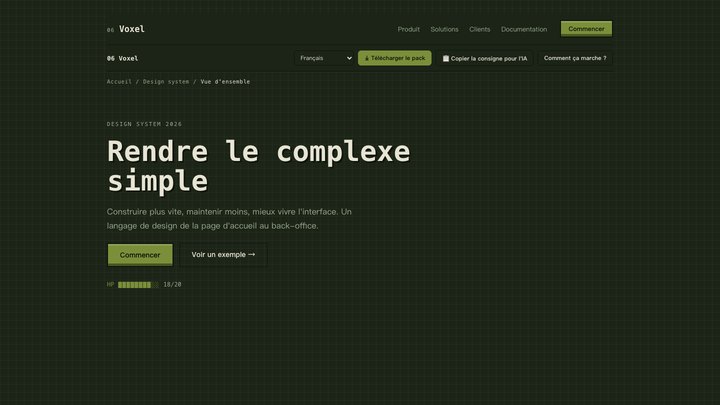 06 Voxel
Produit Solutions Clients Documentation Commencer
06 Voxel Français Télécharger le pack Copier la consigne pour l'IA Comment ça marche ?
Accueil / Design system / Vue d'ensemble
DESIGN SYSTEM 2026
Rendre le complexe
simple
Construire plus vite, maintenir moins, mieux vivre l'interface. Un
langage de design de la page d'accueil au back-office.
Commencer Voir un exemple →
HP ▓▓▓▓▓▓▓▓░░ 18/20